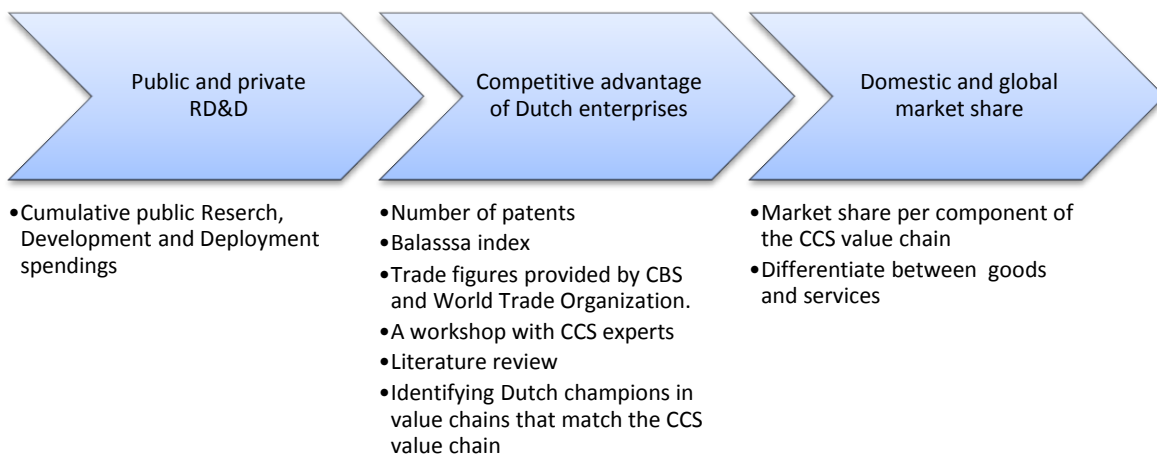 Public and private
RD&D
Competitive advantage
of Dutch enterprises
Domestic and global
market share
•Cumulative public Reserch,
Development and Deployment
spendings
•Number of patents
•Balasssa index
•Trade figures provided by CBS
and World Trade Organization.
•A workshop with CCS experts
•Literature review
•Identifying Dutch champions in
value chains that match the CCS
value chain
•Market share per component of
the CCS value chain
•Differentiate between goods
and services